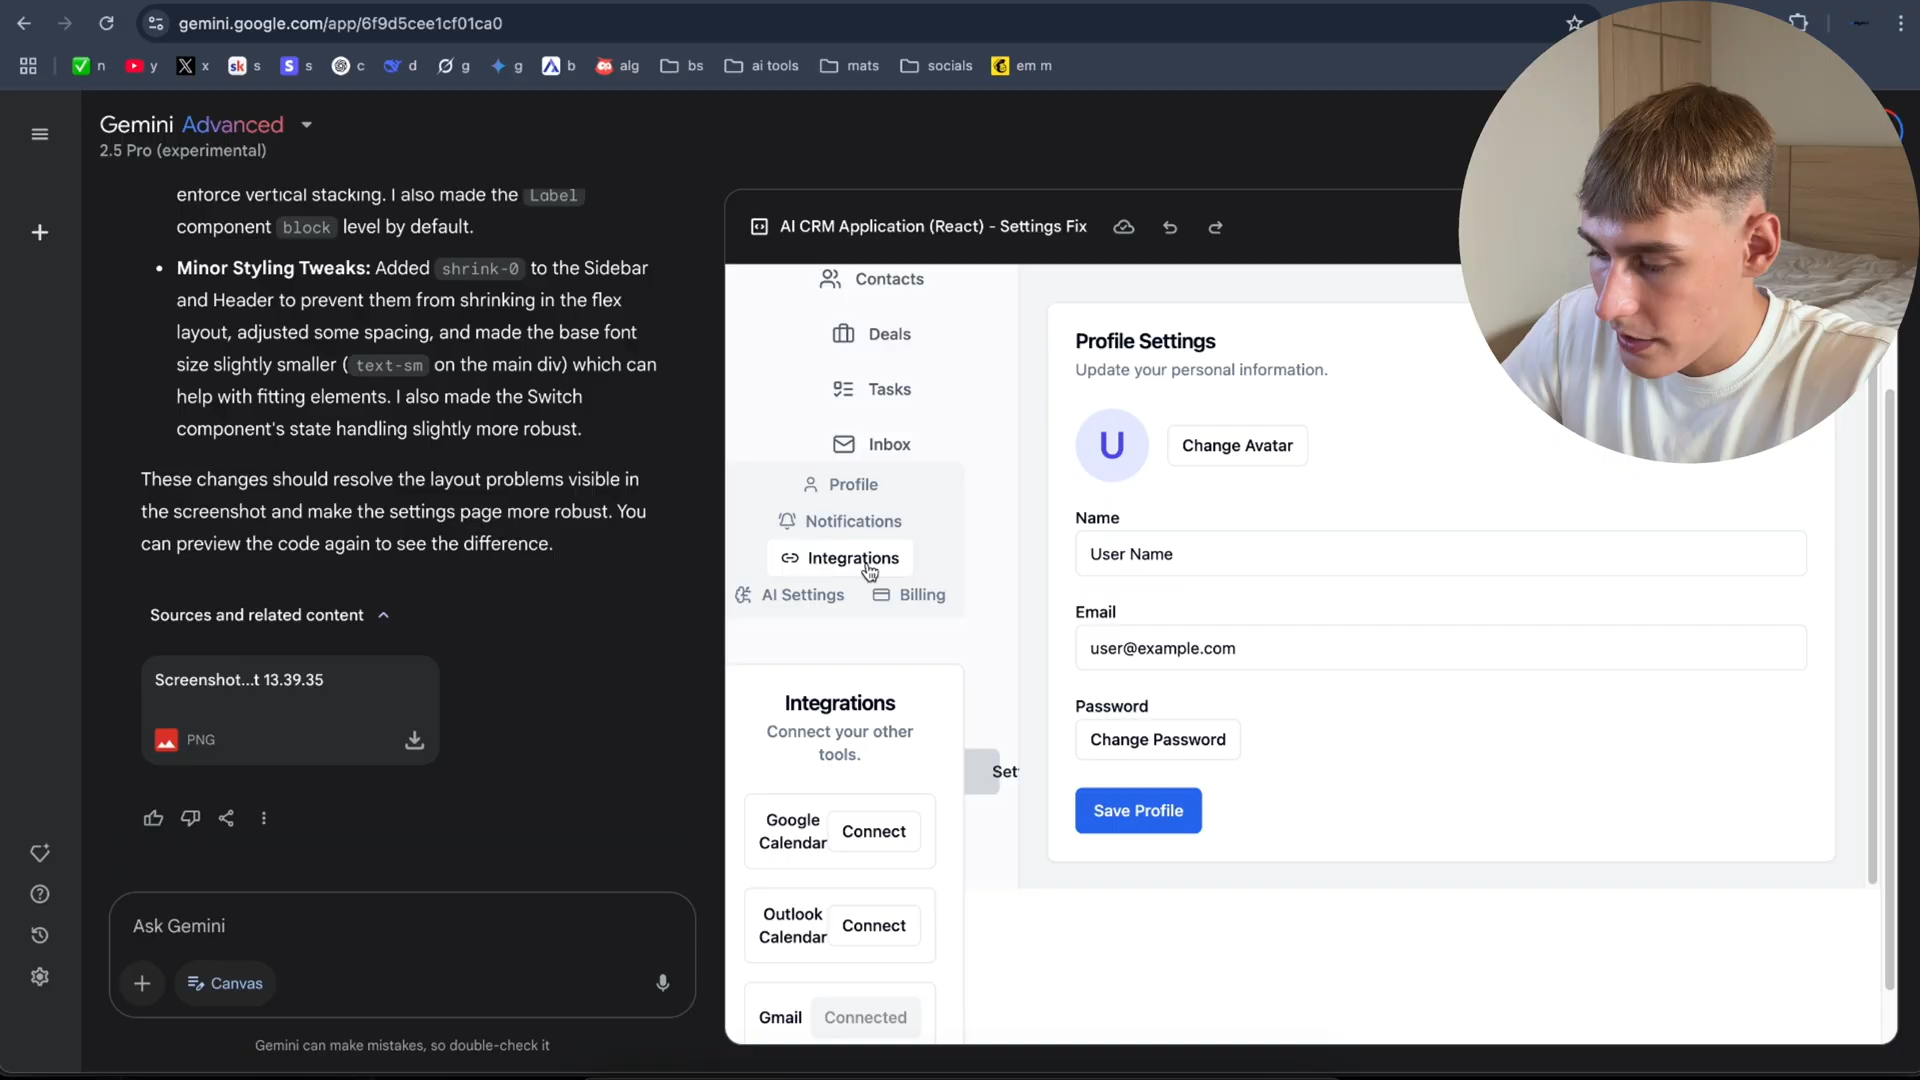 gemini.google.com/app/6f9d5cee1cf01ca0
n
y
x
s
s
c
d
g
g
b
alg
bs
ai tools
mats
socials
em m
Gemini Advanced
2.5 Pro (experimental)
enforce vertical stacking. I also made the Label
component block level by default.
• Minor Styling Tweaks: Added shrink-0 to the Sidebar
and Header to prevent them from shrinking in the flex
layout, adjusted some spacing, and made the base font
size slightly smaller ( text-sm on the main div) which can
help with fitting elements. I also made the Switch
component's state handling slightly more robust.
These changes should resolve the layout problems visible in
the screenshot and make the settings page more robust. You
can preview the code again to see the difference.
Sources and related content
Screenshot...t 13.39.35
PNG
Ask Gemini
Canvas
Gemini can make mistakes, so double-check it
AI CRM Application (React) - Settings Fix
Contacts
Deals
Tasks
Inbox
Profile
Notifications
Integrations
AI Settings
Billing
Integrations
Connect your other
tools.
Google
Calendar
Connect
Outlook
Calendar
Connect
Gmail
Connected
Set
Profile Settings
Update your personal information.
U
Change Avatar
Name
User Name
Email
user@example.com
Password
Change Password
Save Profile